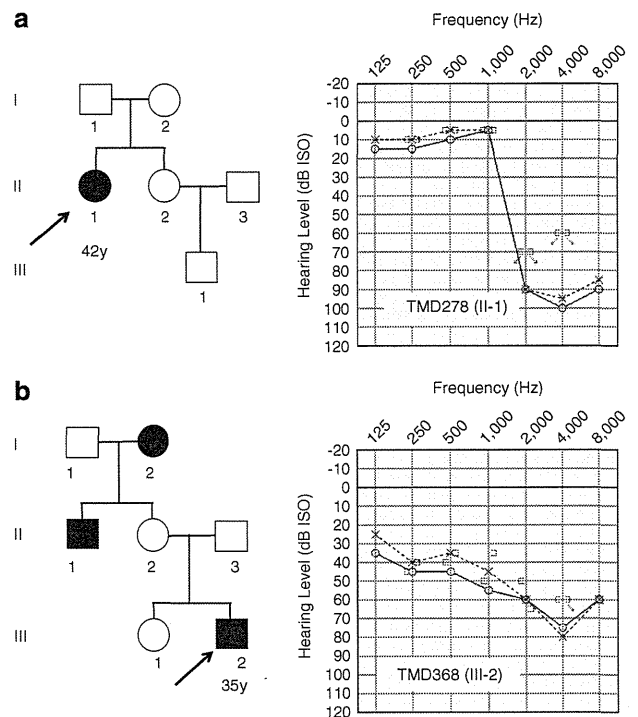 a
Frequency (Hz)
125 250 500 1,000 2,000 4,000 8,000
Hearing Level (dB ISO)
-20
-10
0
10
20
30
40
50
60
70
80
90
100
110
120
TMD278 (II-1)
I
1 2
II
1 2 3
42y
III
1
b
Frequency (Hz)
125 250 500 1,000 2,000 4,000 8,000
Hearing Level (dB ISO)
-20
-10
0
10
20
30
40
50
60
70
80
90
100
110
120
TMD368 (III-2)
I
1 2
II
1 2 3
III
1 2
35y